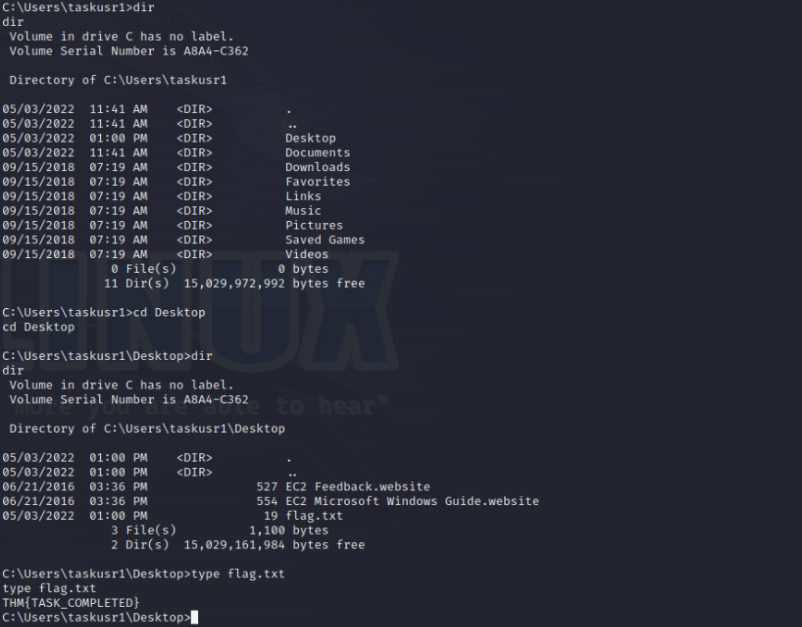 C:\Users\taskusr1>dir
dir
 Volume in drive C has no label.
 Volume Serial Number is A8A4-C362

 Directory of C:\Users\taskusr1

05/03/2022  11:41 AM    <DIR>          .
05/03/2022  11:41 AM    <DIR>          ..
05/03/2022  01:00 PM    <DIR>          Desktop
05/03/2022  11:41 AM    <DIR>          Documents
09/15/2018  07:19 AM    <DIR>          Downloads
09/15/2018  07:19 AM    <DIR>          Favorites
09/15/2018  07:19 AM    <DIR>          Links
09/15/2018  07:19 AM    <DIR>          Music
09/15/2018  07:19 AM    <DIR>          Pictures
09/15/2018  07:19 AM    <DIR>          Saved Games
09/15/2018  07:19 AM    <DIR>          Videos
               0 File(s)              0 bytes
              11 Dir(s)  15,029,972,992 bytes free

C:\Users\taskusr1>cd Desktop
cd Desktop
LINUX

C:\Users\taskusr1\Desktop>dir
dir
 Volume in drive C has no label.
 Volume Serial Number is A8A4-C362
more you are able to hear"

 Directory of C:\Users\taskusr1\Desktop

05/03/2022  01:00 PM    <DIR>          .
05/03/2022  01:00 PM    <DIR>          ..
06/21/2016  03:36 PM               527 EC2 Feedback.website
06/21/2016  03:36 PM               554 EC2 Microsoft Windows Guide.website
05/03/2022  01:00 PM                19 flag.txt
               3 File(s)          1,100 bytes
               2 Dir(s)  15,029,161,984 bytes free

C:\Users\taskusr1\Desktop>type flag.txt
type flag.txt
THM{TASK_COMPLETED}
C:\Users\taskusr1\Desktop>